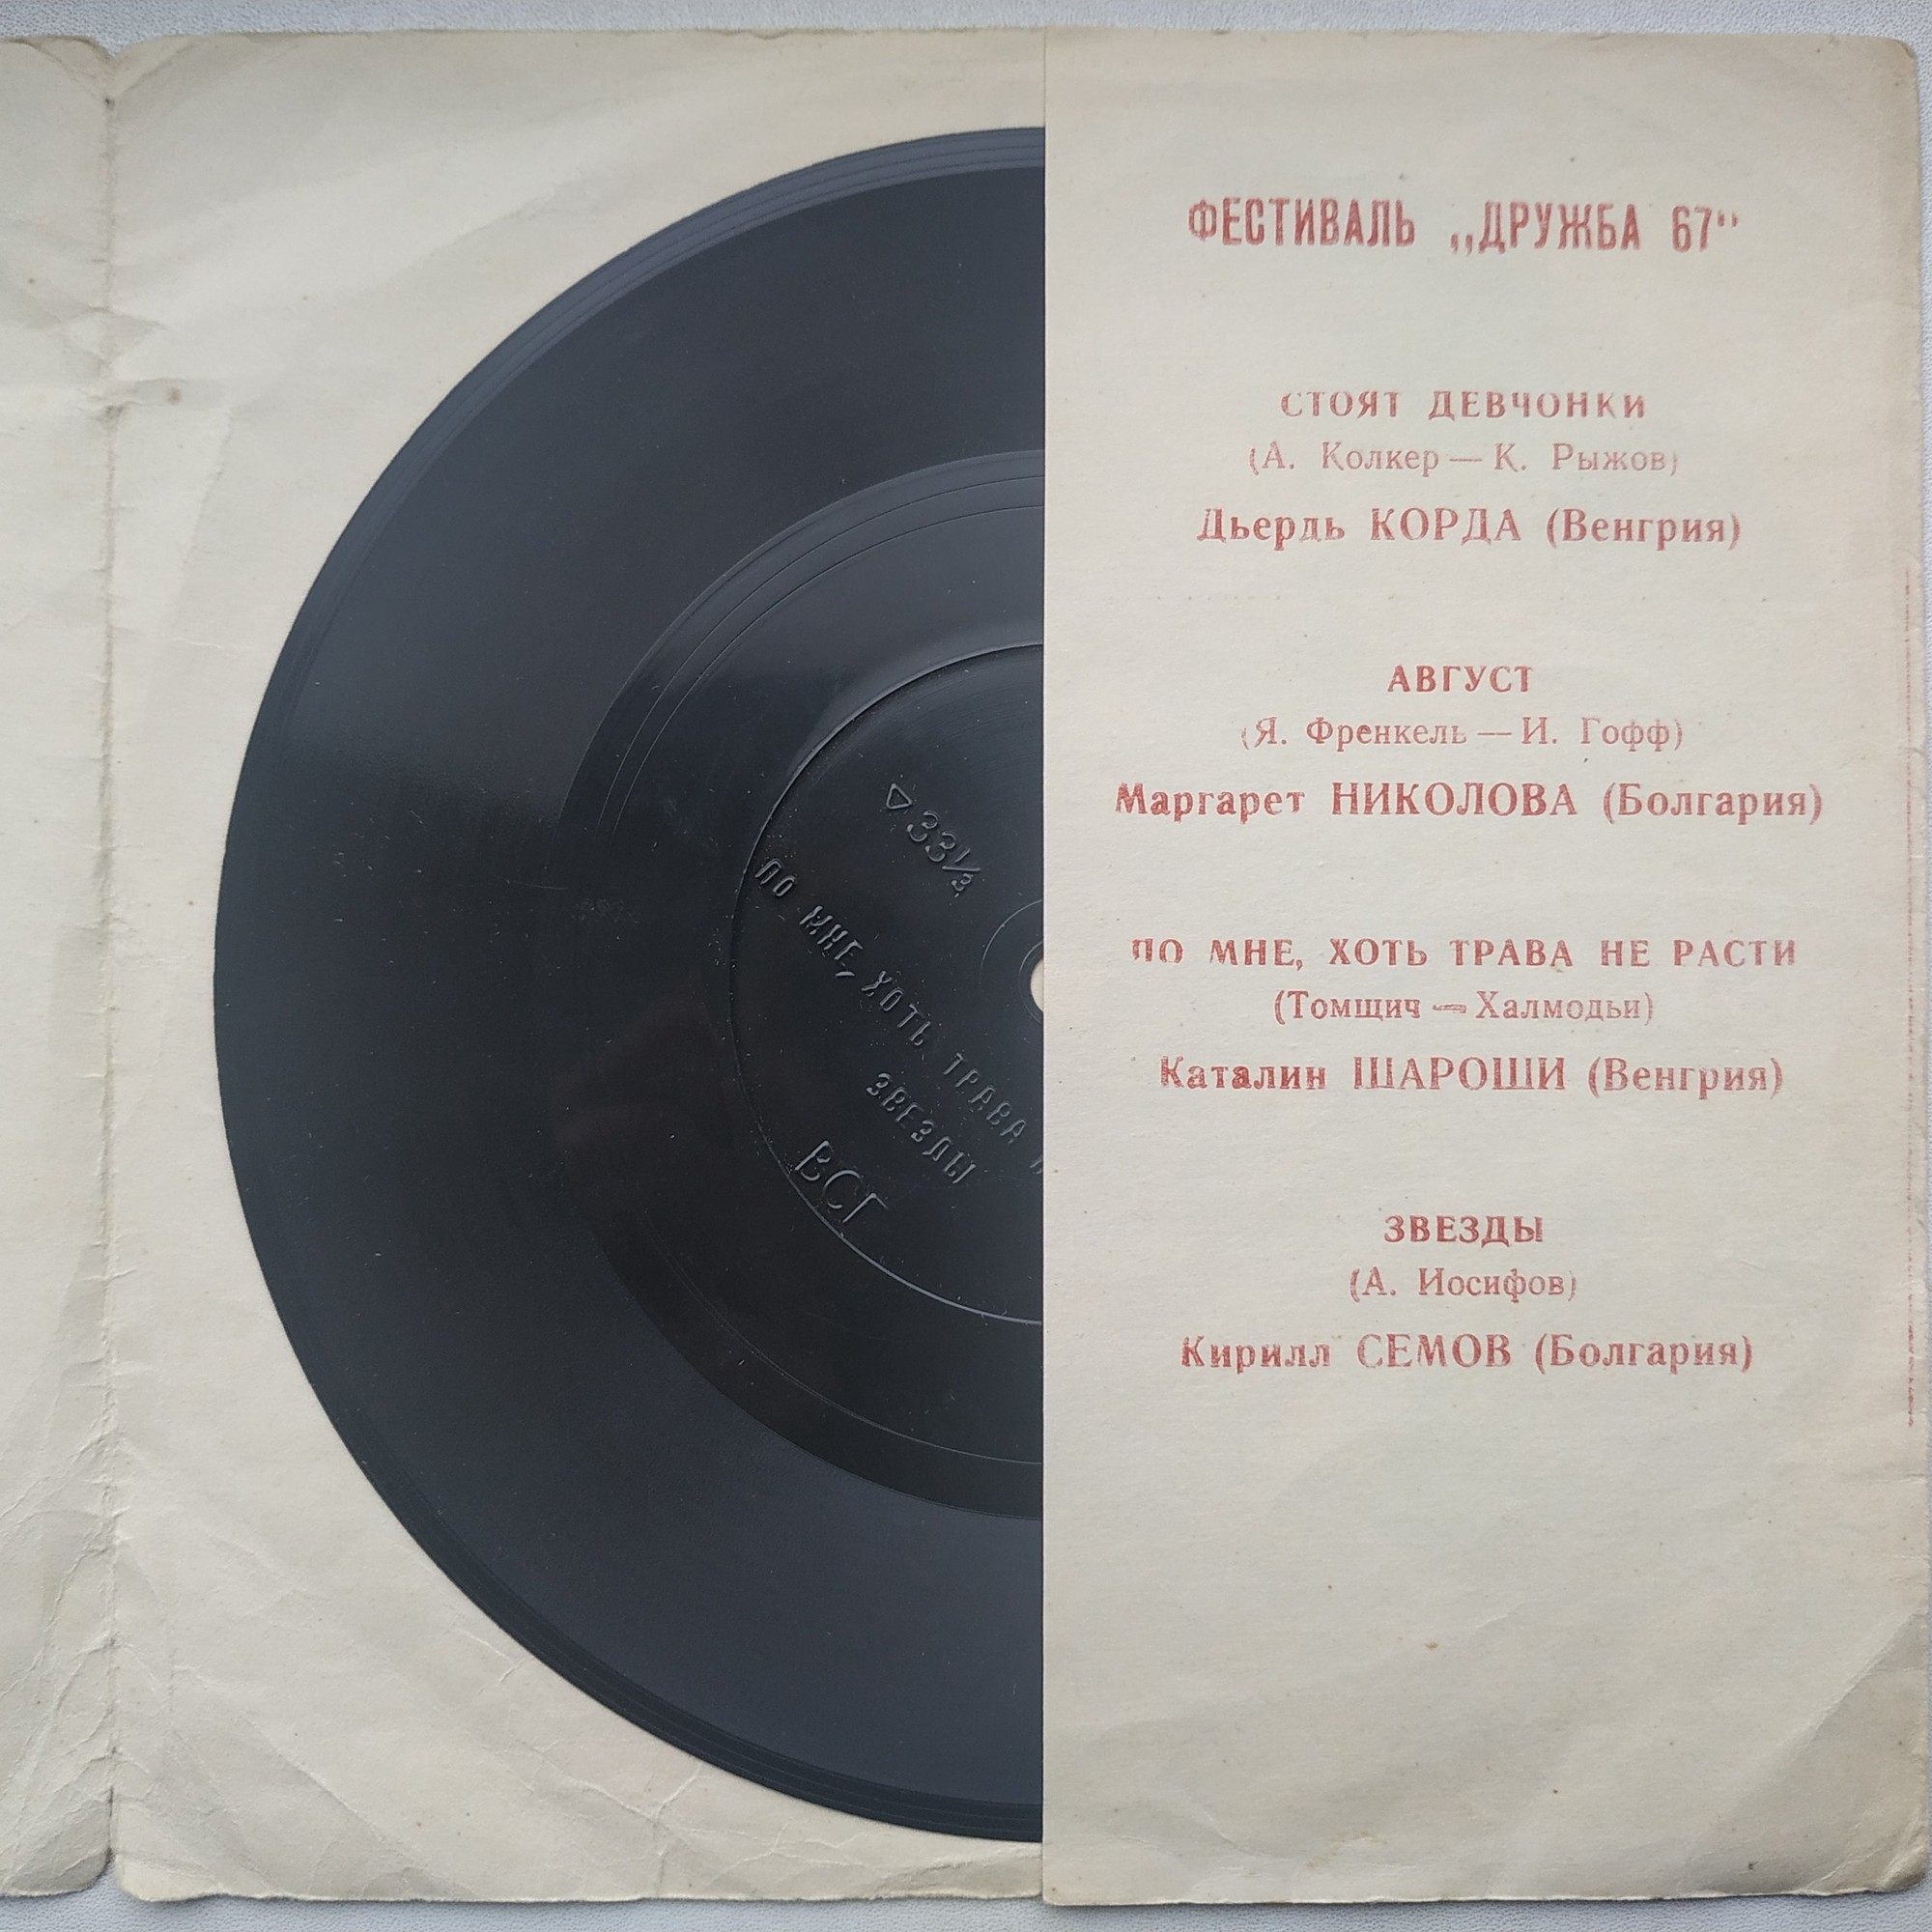 ▽33⅓
ПО МНЕ, ХОТЬ ТРАВА
ЗВЕЗДЫ
ВСГ
ФЕСТИВАЛЬ „ДРУЖБА 67“
СТОЯТ ДЕВЧОНКИ
(А. Колкер — К. Рыжов)
Дьердь КОРДА (Венгрия)
АВГУСТ
(Я. Френкель — И. Гофф)
Маргарет НИКОЛОВА (Болгария)
ПО МНЕ, ХОТЬ ТРАВА НЕ РАСТИ
(Томщич — Халмодьи)
Каталин ШАРОШИ (Венгрия)
ЗВЕЗДЫ
(А. Иосифов)
Кирилл СЕМОВ (Болгария)